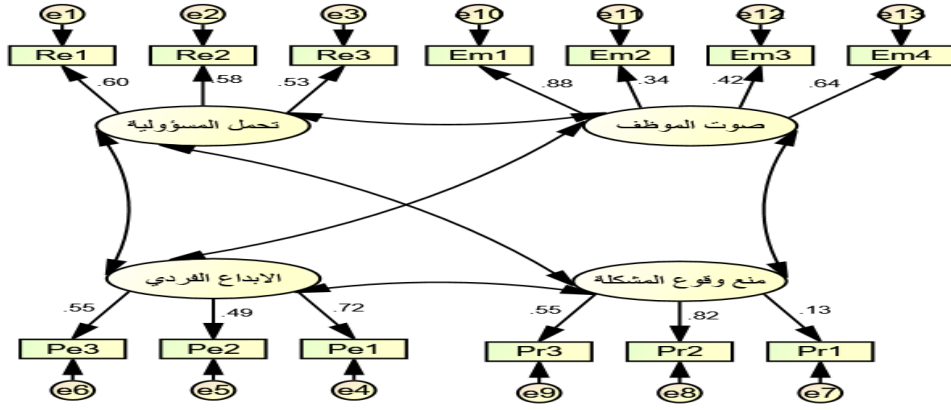 e1 e2 e3 e10 e11 e12 e13
Re1 Re2 Re3 Em1 Em2 Em3 Em4
.60 .58 .53 .88 .34 .42 .64
تحمل المسؤولية صوت الموظف
الابداع الفردي منع وقوع المشكلة
.55 .49 .72 .55 .82 .13
Pe3 Pe2 Pe1 Pr3 Pr2 Pr1
e6 e5 e4 e9 e8 e7